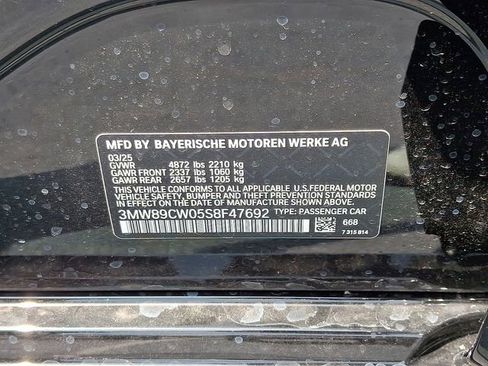 MFD BY BAYERISCHE MOTOREN WERKE AG
03/25
GVWR 4872 lbs 2210 kg
GAWR FRONT 2337 lbs 1060 kg
GAWR REAR 2657 lbs 1205 kg
THIS VEHICLE CONFORMS TO ALL APPLICABLE U.S.FEDERAL MOTOR
VEHICLE SAFETY, BUMPER AND THEFT PREVENTION STANDARDS
IN EFFECT ON THE DATE OF MANUFACTURE SHOWN ABOVE.
3MW89CW05S8F47692 TYPE: PASSENGER CAR
668
7 315 814